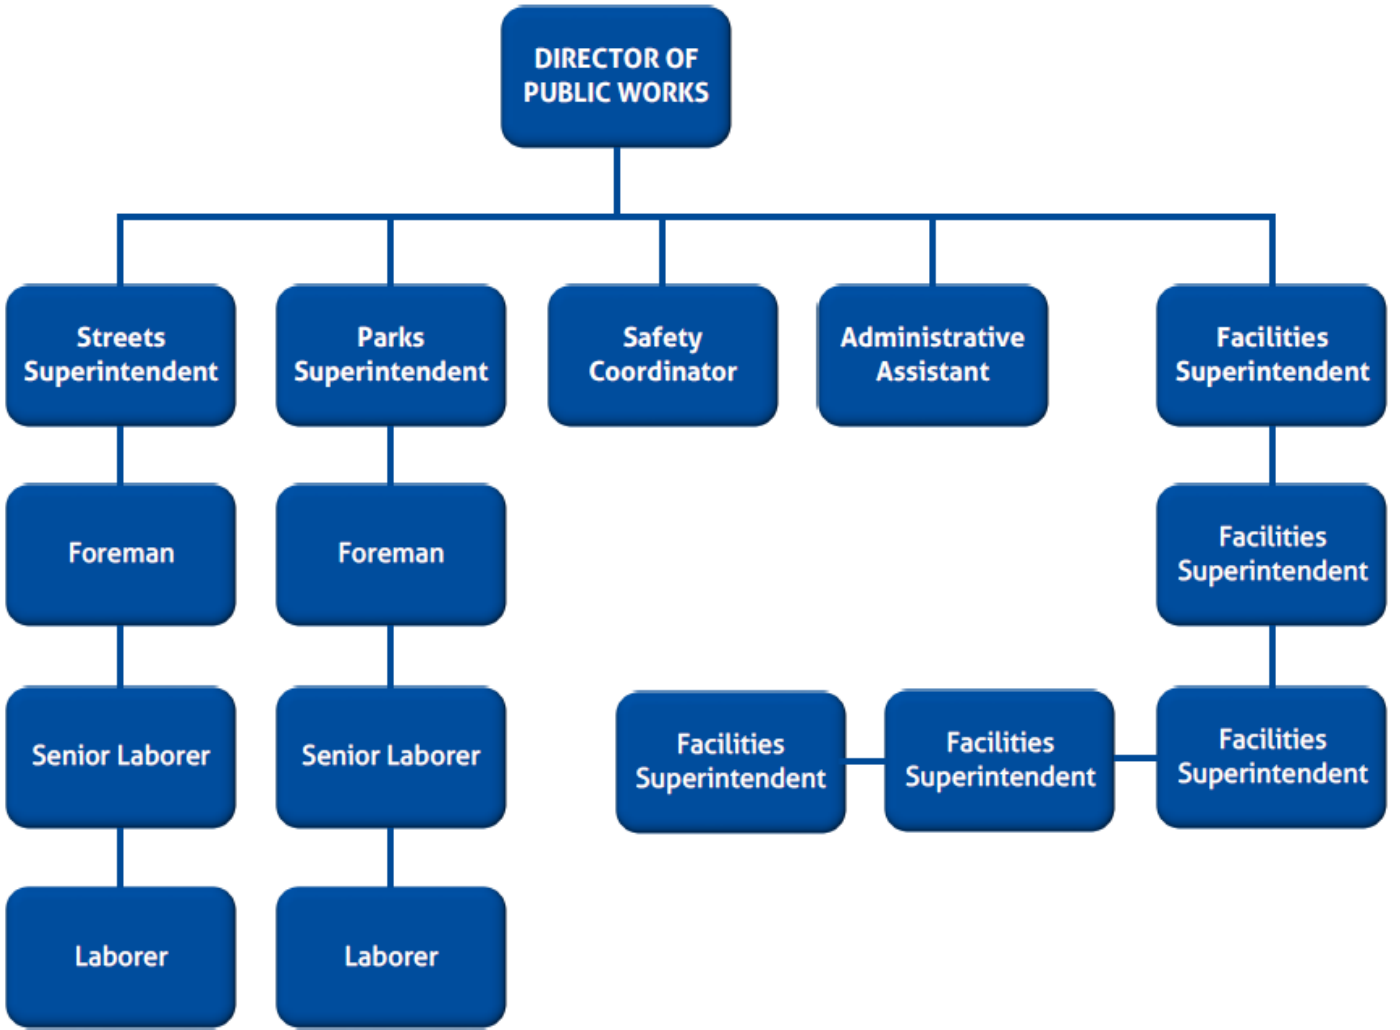 DIRECTOR OF
PUBLIC WORKS
Streets
Superintendent
Parks
Superintendent
Safety
Coordinator
Administrative
Assistant
Facilities
Superintendent
Foreman
Foreman
Facilities
Superintendent
Senior Laborer
Senior Laborer
Facilities
Superintendent
Facilities
Superintendent
Facilities
Superintendent
Laborer
Laborer